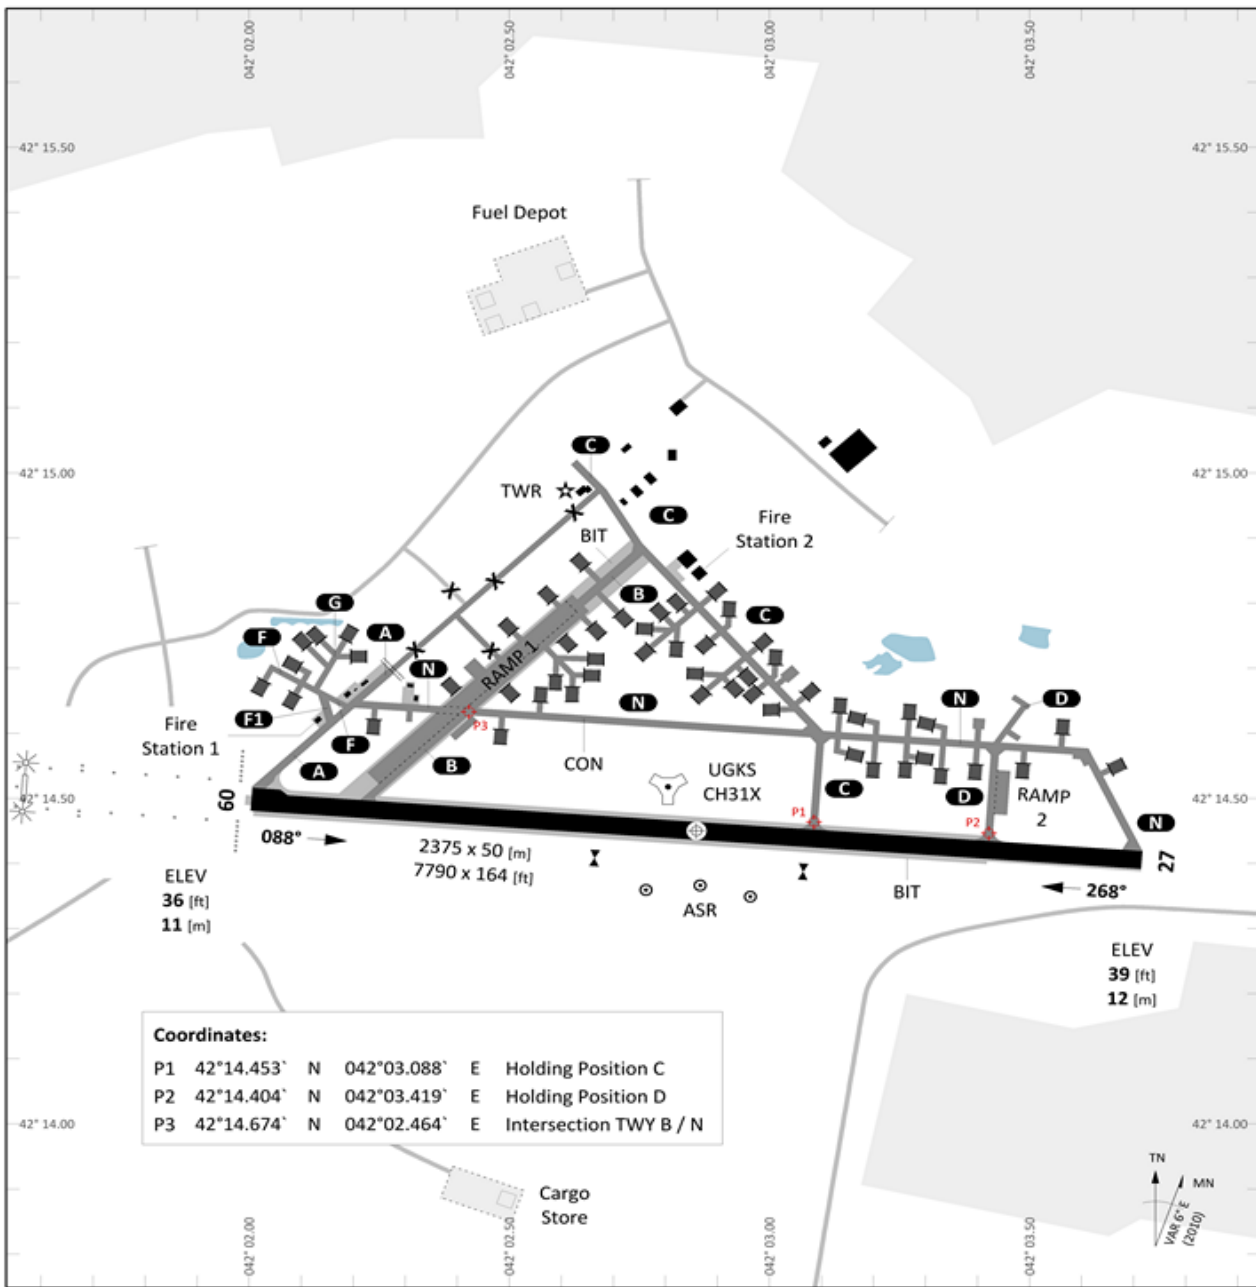 042° 02.00
042° 02.50
042° 03.00
042° 03.50
42° 15.50
42° 15.50
Fuel Depot
42° 15.00
42° 15.00
C
TWR
C
BIT
Fire
Station 2
B
G
C
A
F
N
RAMP 1
N
N
D
F1
P3
Fire
Station 1
F
B
CON
A
UGKS
CH31X
C
D
RAMP
2
42° 14.50
42° 14.50
09
P1
P2
N
088°
2375 x 50 [m]
7790 x 164 [ft]
27
BIT
268°
ELEV
36 [ft]
11 [m]
ASR
ELEV
39 [ft]
12 [m]
Coordinates:
P1 42°14.453` N 042°03.088` E Holding Position C
P2 42°14.404` N 042°03.419` E Holding Position D
P3 42°14.674` N 042°02.464` E Intersection TWY B / N
42° 14.00
42° 14.00
Cargo
Store
TN
MN
VAR 6° E
(2010)
042° 02.00
042° 02.50
042° 03.00
042° 03.50